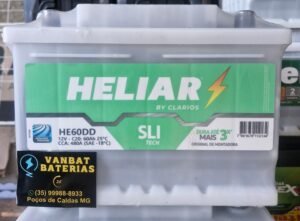 HELIAR
BY CLARIOS
HE60DD
12V - C20: 60Ah 25°C
CCA: 480A (SAE -18°C)
SLI
TECH
DURA ATÉ 3X
MAIS
ORIGINAL DE MONTADORA
VANBAT
BATERIAS
(35) 99988-8933
Poços de Caldas MG